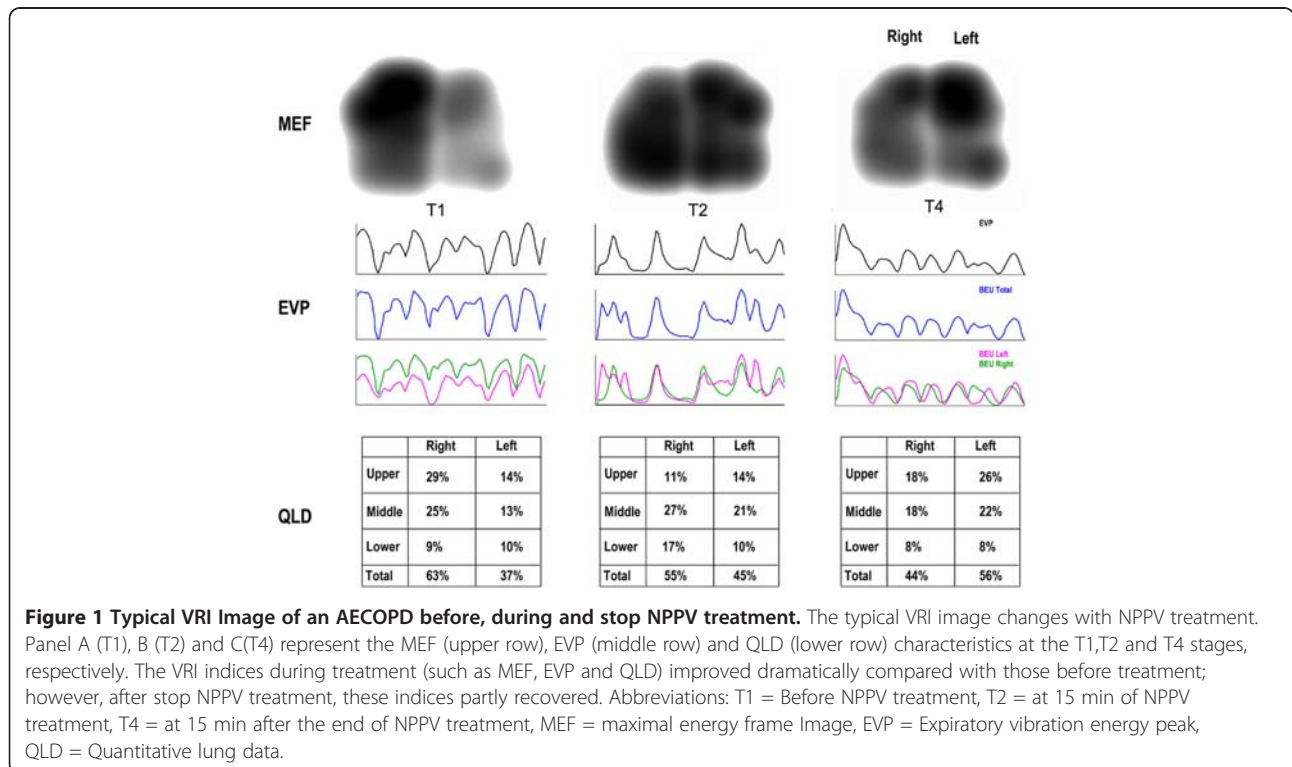 Right Left
MEF
T1 T2 T4
EVP
BEU Total
EVP
BEU Left
BEU Right
Right Left
Upper 29% 14%
Middle 25% 13%
Lower 9% 10%
Total 63% 37%
Right Left
Upper 11% 14%
Middle 27% 21%
Lower 17% 10%
Total 55% 45%
Right Left
Upper 18% 26%
Middle 18% 22%
Lower 8% 8%
Total 44% 56%
QLD
Figure 1 Typical VRI Image of an AECOPD before, during and stop NPPV treatment. The typical VRI image changes with NPPV treatment.
Panel A (T1), B (T2) and C(T4) represent the MEF (upper row), EVP (middle row) and QLD (lower row) characteristics at the T1,T2 and T4 stages,
respectively. The VRI indices during treatment (such as MEF, EVP and QLD) improved dramatically compared with those before treatment;
however, after stop NPPV treatment, these indices partly recovered. Abbreviations: T1 = Before NPPV treatment, T2 = at 15 min of NPPV
treatment, T4 = at 15 min after the end of NPPV treatment, MEF = maximal energy frame Image, EVP = Expiratory vibration energy peak,
QLD = Quantitative lung data.